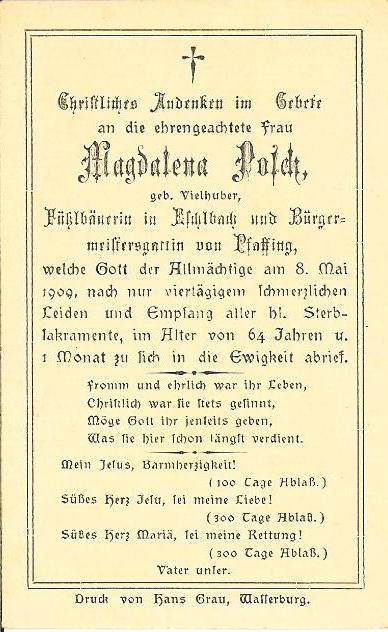 Christliches Andenken im Gebete
an die ehrengeachtete Frau
Magdalena Posch,
geb. Vielhuber,
Füßlbäuerin in Eschlbach und Bürger-
meistersgattin von Pfaffing,
welche Gott der Allmächtige am 8. Mai
1909, nach nur viertägigem schmerzlichen
Leiden und Empfang aller hl. Sterb-
sakramente, im Alter von 64 Jahren u.
1 Monat zu sich in die Ewigkeit abrief.
Fromm und ehrlich war ihr Leben,
Christlich war sie stets gesinnt,
Möge Gott ihr jenseits geben,
Was sie hier schon längst verdient.
Mein Jesus, Barmherzigkeit!
(100 Tage Ablaß.)
Süßes Herz Jesu, sei meine Liebe!
(300 Tage Ablaß.)
Süßes Herz Mariä, sei meine Rettung!
(300 Tage Ablaß.)
Vater unser.
Druck von Hans Grau, Wasserburg.